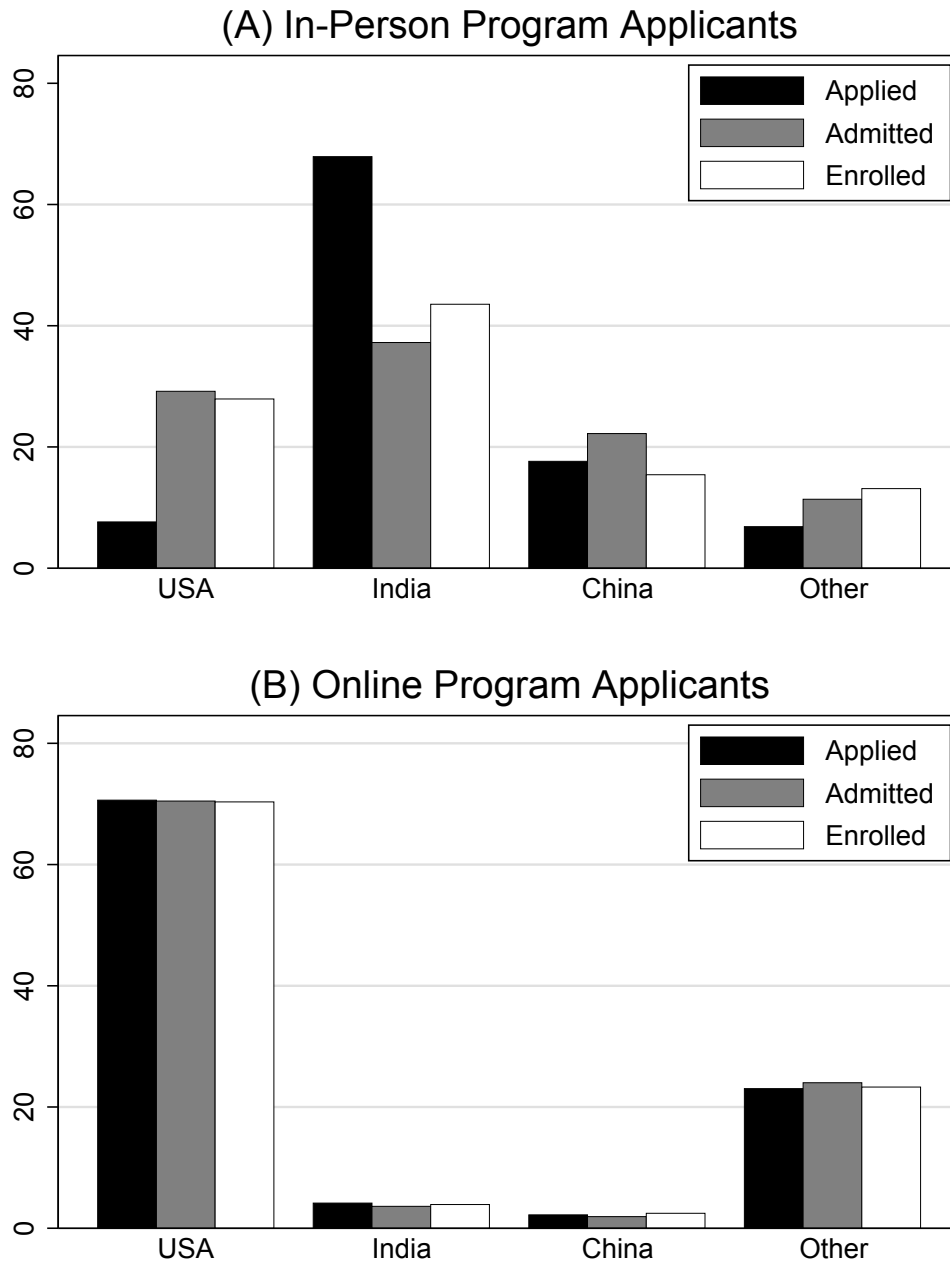 (A) In-Person Program Applicants
80
60
40
20
0
Applied
Admitted
Enrolled
USA India China Other
(B) Online Program Applicants
80
60
40
20
0
Applied
Admitted
Enrolled
USA India China Other